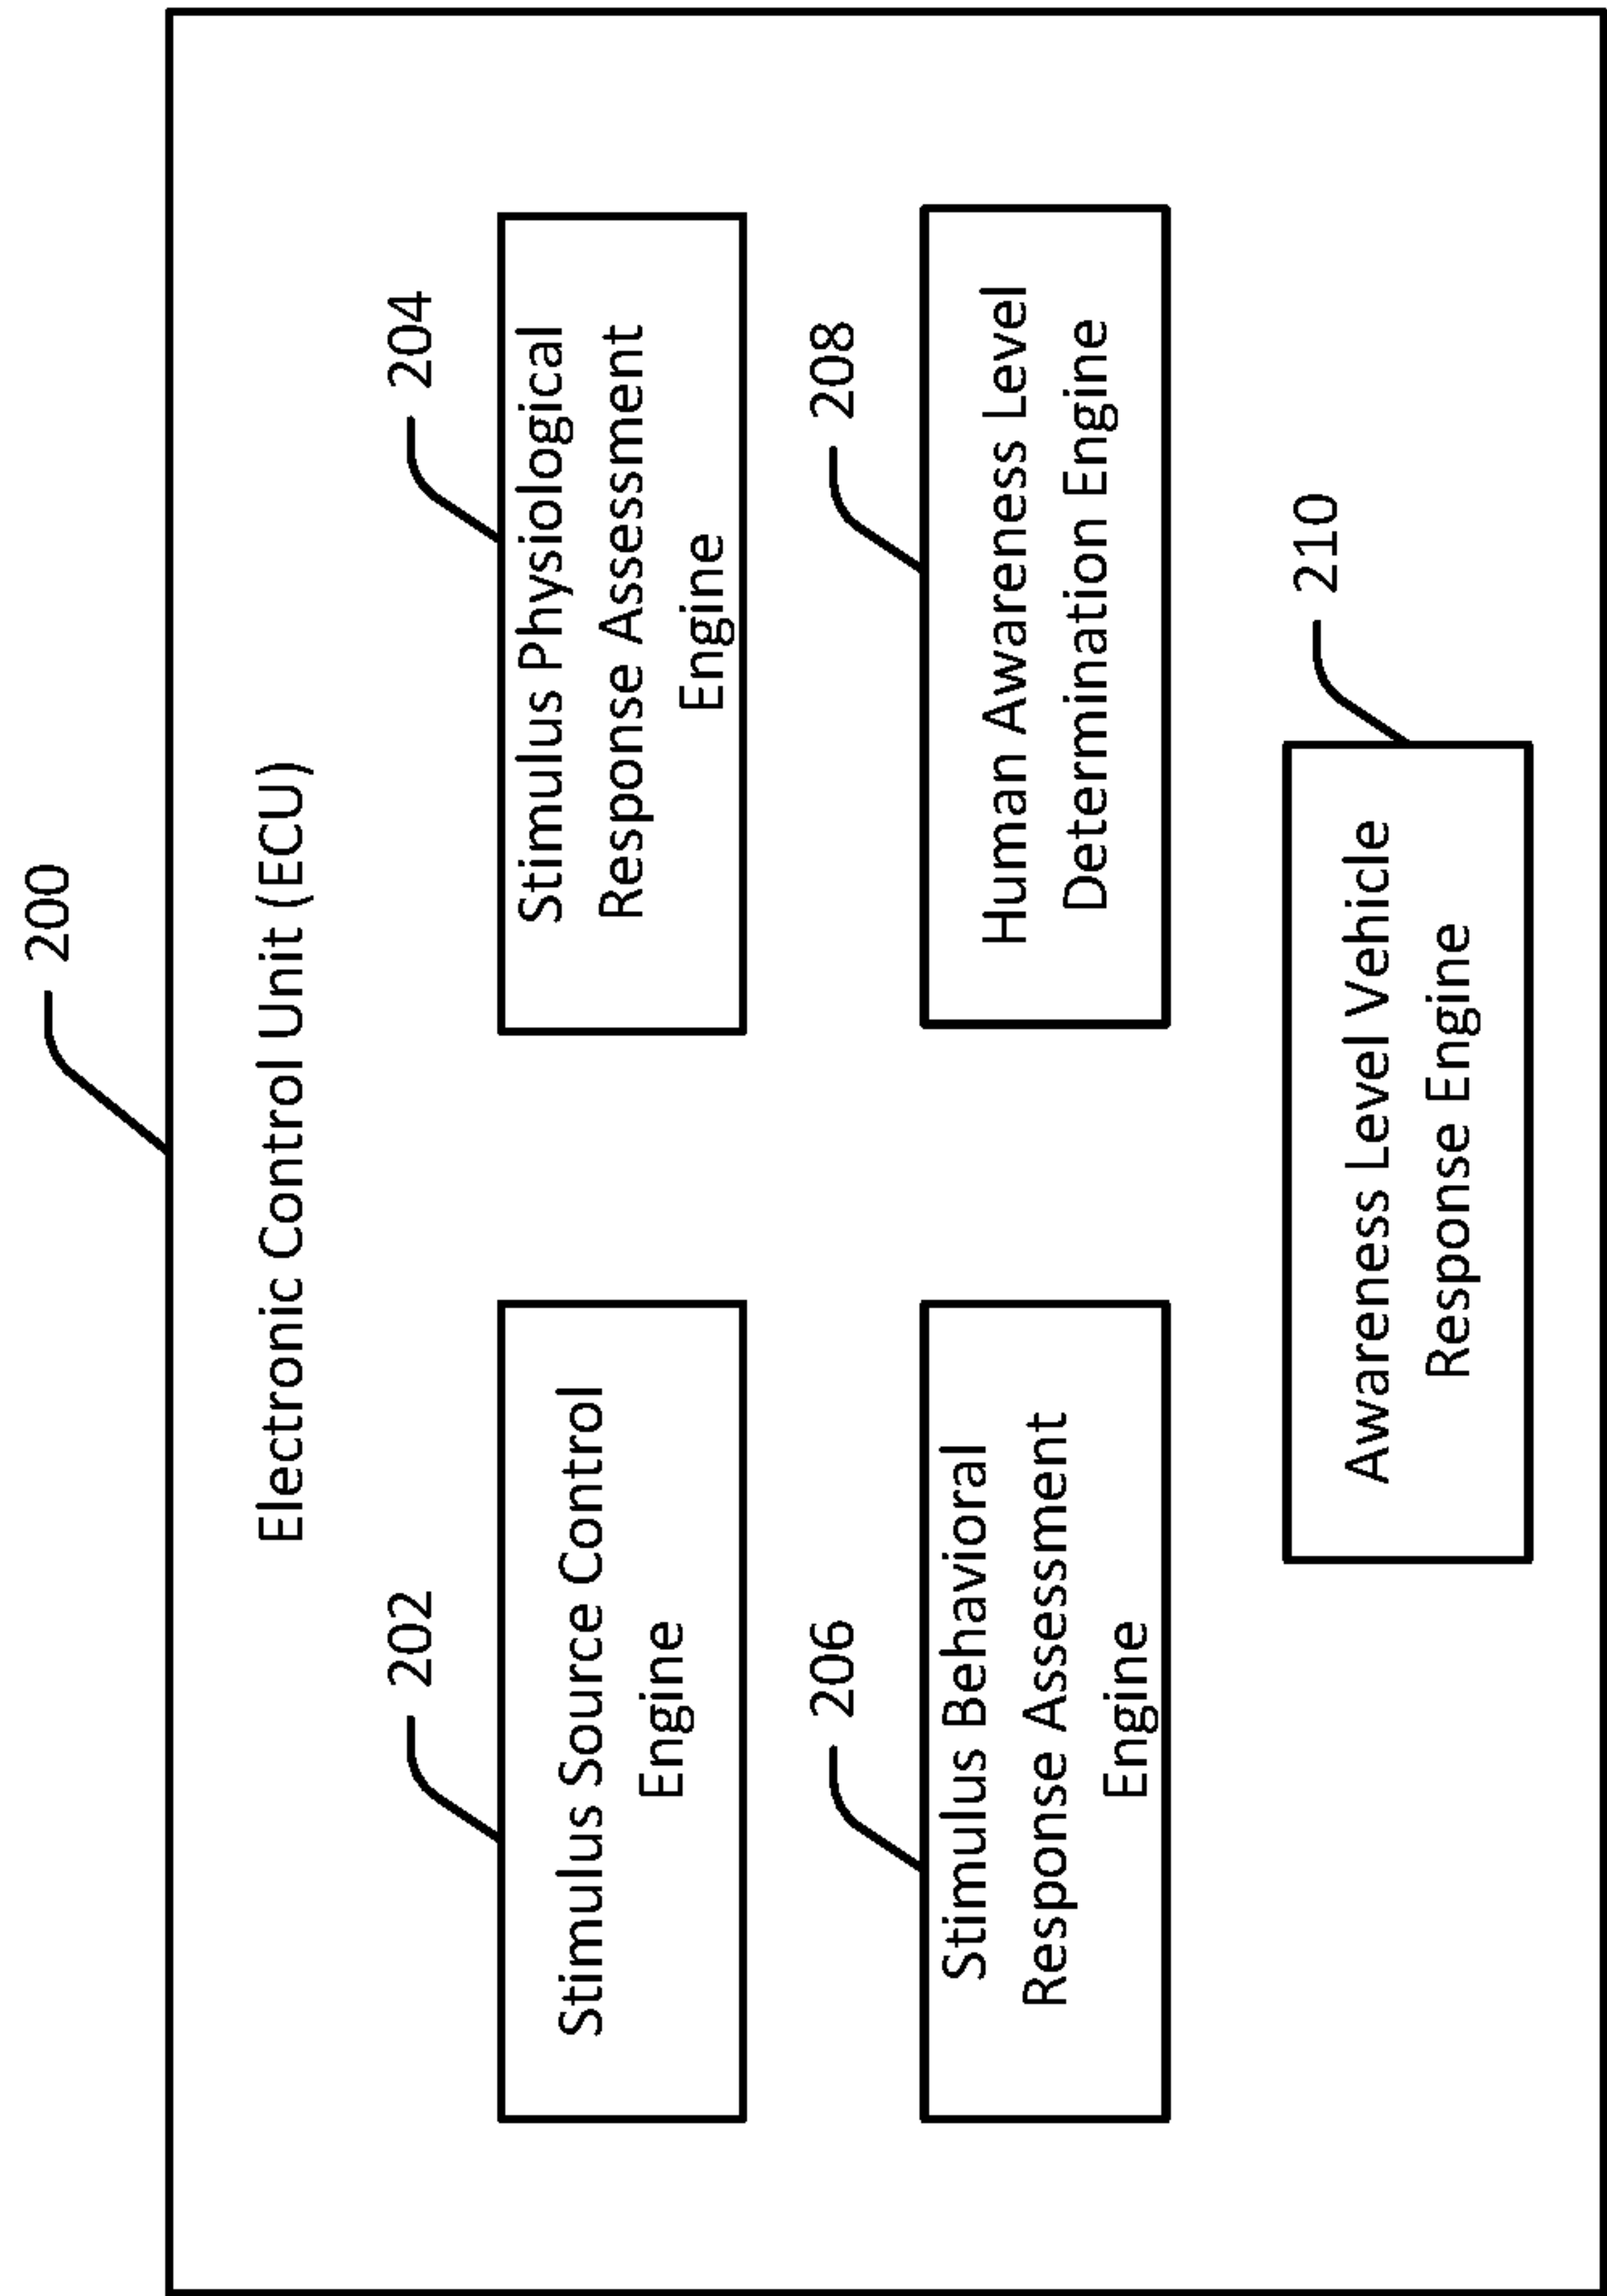 200
Electronic Control Unit (ECU)
202
Stimulus Source Control
Engine
204
Stimulus Physiological
Response Assessment
Engine
206
Stimulus Behavioral
Response Assessment
Engine
208
Human Awareness Level
Determination Engine
210
Awareness Level Vehicle
Response Engine